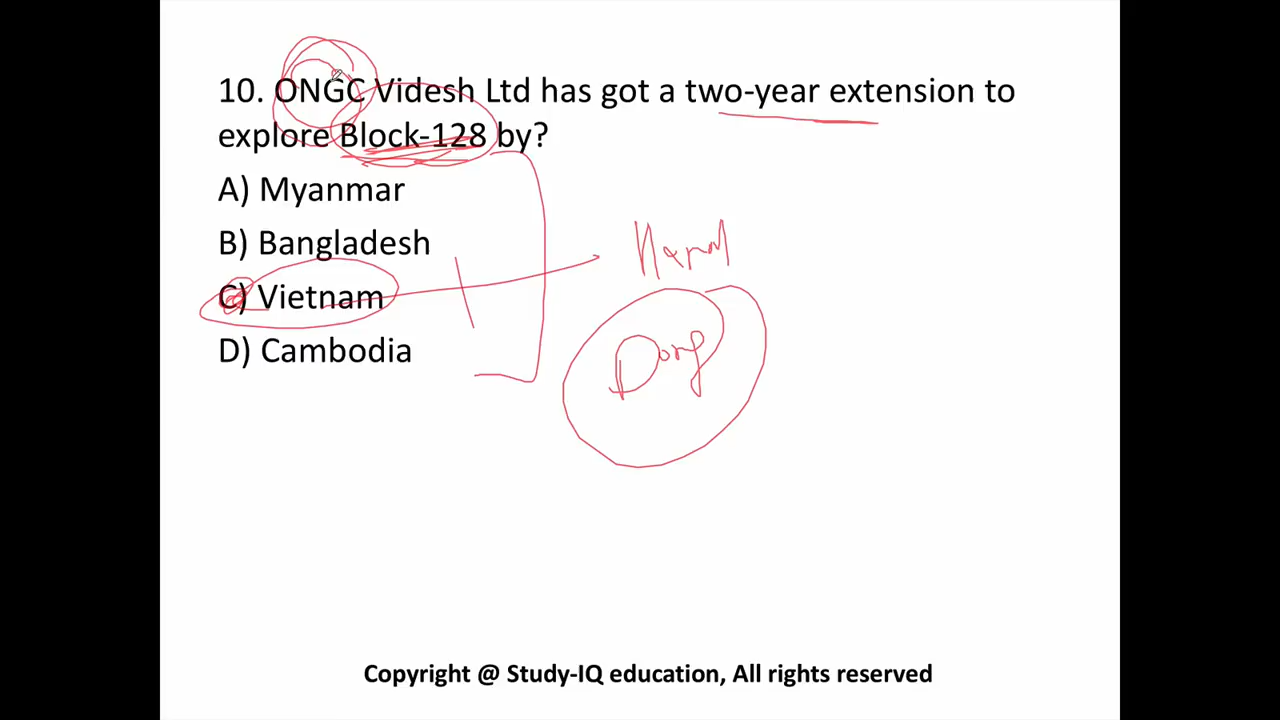 10. ONGC Videsh Ltd has got a two-year extension to
explore Block-128 by?
A) Myanmar
B) Bangladesh
C) Vietnam
D) Cambodia
Dong
Copyright @ Study-IQ education, All rights reserved